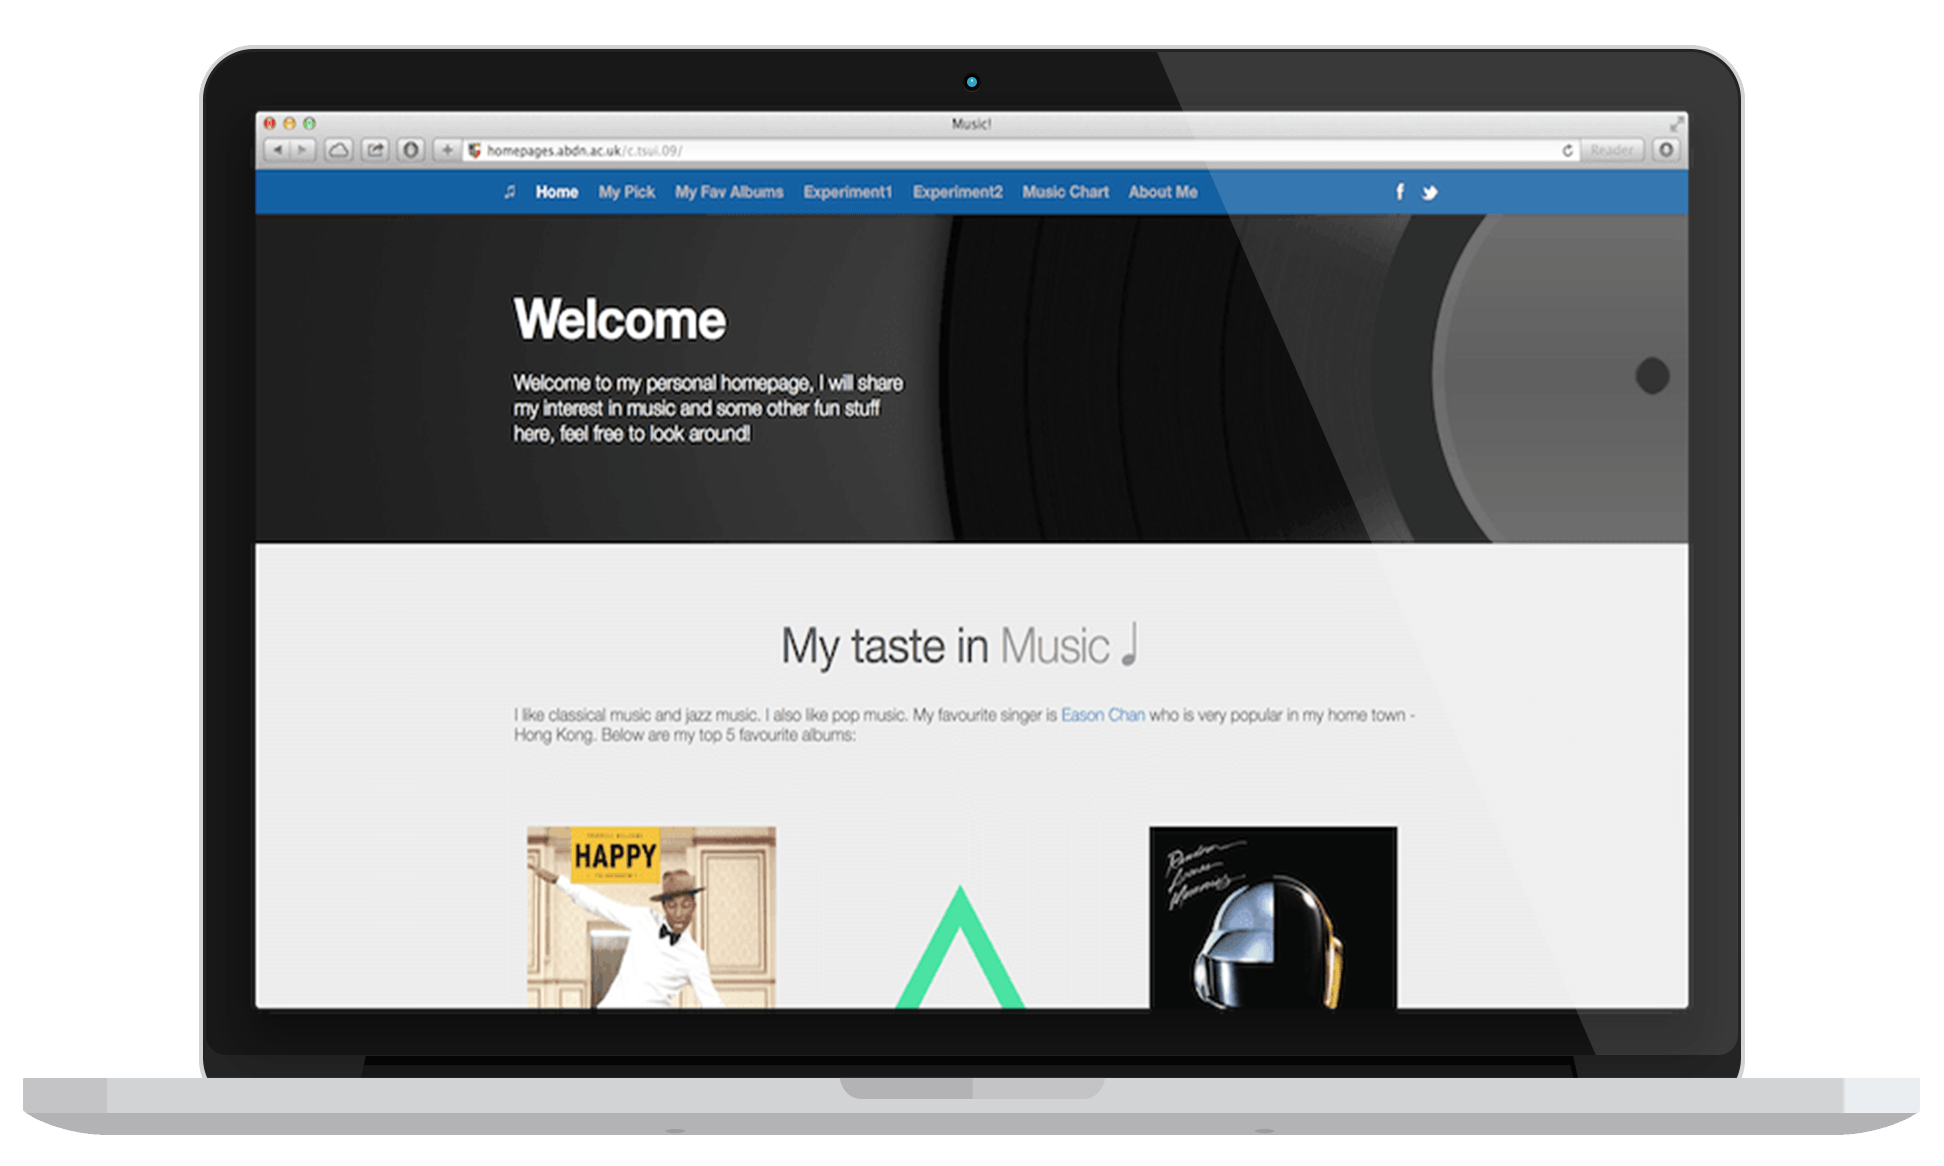 Music!
homepages.abdn.ac.uk/c.tsui.09/
Reader
Home My Pick My Fav Albums Experiment1 Experiment2 Music Chart About Me
Welcome
Welcome to my personal homepage, I will share
my interest in music and some other fun stuff
here, feel free to look around!
My taste in Music
I like classical music and jazz music. I also like pop music. My favourite singer is Eason Chan who is very popular in my home town -
Hong Kong. Below are my top 5 favourite albums:
HAPPY
Random
Access
Memories